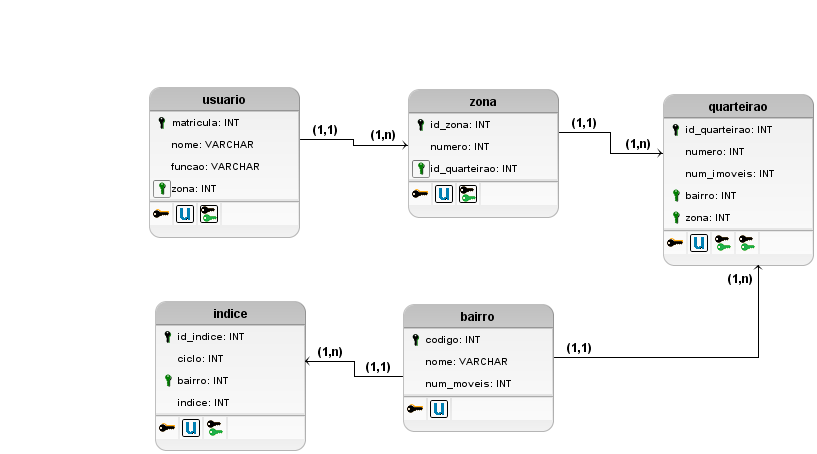 usuario
matricula: INT
nome: VARCHAR
funcao: VARCHAR
zona: INT
U
(1,1)
(1,n)
zona
id_zona: INT
numero: INT
id_quarteirao: INT
U
(1,1)
(1,n)
quarteirao
id_quarteirao: INT
numero: INT
num_imoveis: INT
bairro: INT
zona: INT
U
(1,n)
indice
id_indice: INT
ciclo: INT
bairro: INT
indice: INT
U
(1,n)
(1,1)
bairro
codigo: INT
nome: VARCHAR
num_moveis: INT
U
(1,1)